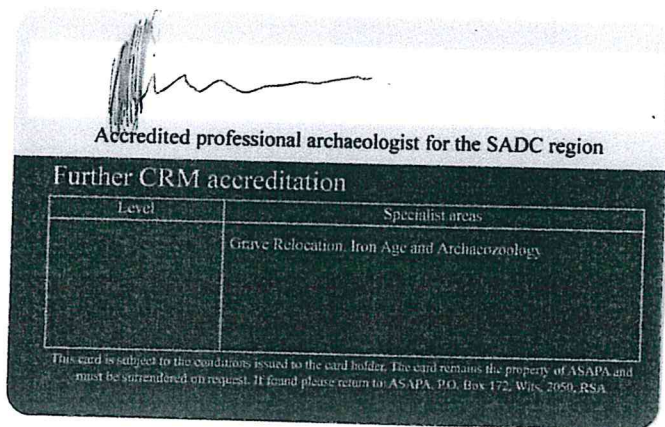 Accredited professional archaeologist for the SADC region
Further CRM accreditation
Level Specialist areas
Grave Relocation, Iron Age and Archaeozoology
This card is subject to the conditions issued to the card holder. The card remains the property of ASAPA and
must be surrendered on request. If found please return to: ASAPA, P.O. Box 172, Wits, 2050, RSA